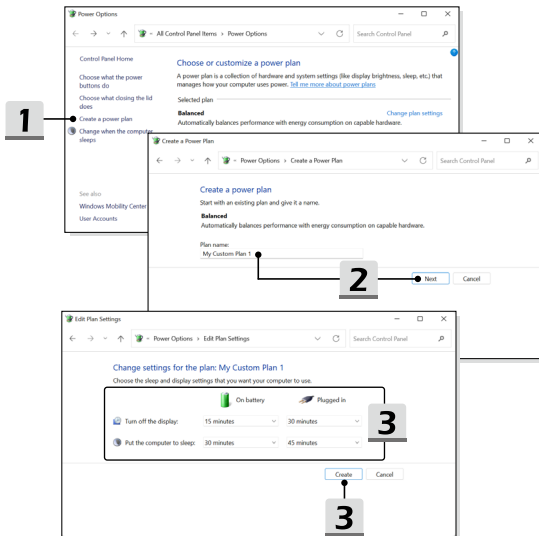 Power Options
All Control Panel Items › Power Options
Search Control Panel
Control Panel Home
Choose what the power
buttons do
Choose what closing the lid
does
Create a power plan
Change when the computer
sleeps
See also
Windows Mobility Center
User Accounts
Choose or customize a power plan
A power plan is a collection of hardware and system settings (like display brightness, sleep, etc.) that
manages how your computer uses power. Tell me more about power plans
Selected plan
Balanced
Change plan settings
Automatically balances performance with energy consumption on capable hardware.
1
Create a Power Plan
Power Options › Create a Power Plan
Search Control Panel
Create a power plan
Start with an existing plan and give it a name.
Balanced
Automatically balances performance with energy consumption on capable hardware.
Plan name:
My Custom Plan 1
2
Next Cancel
Edit Plan Settings
Power Options › Edit Plan Settings
Search Control Panel
Change settings for the plan: My Custom Plan 1
Choose the sleep and display settings that you want your computer to use.
On battery Plugged in
Turn off the display: 15 minutes 30 minutes
Put the computer to sleep: 30 minutes 45 minutes
3
Create Cancel
3